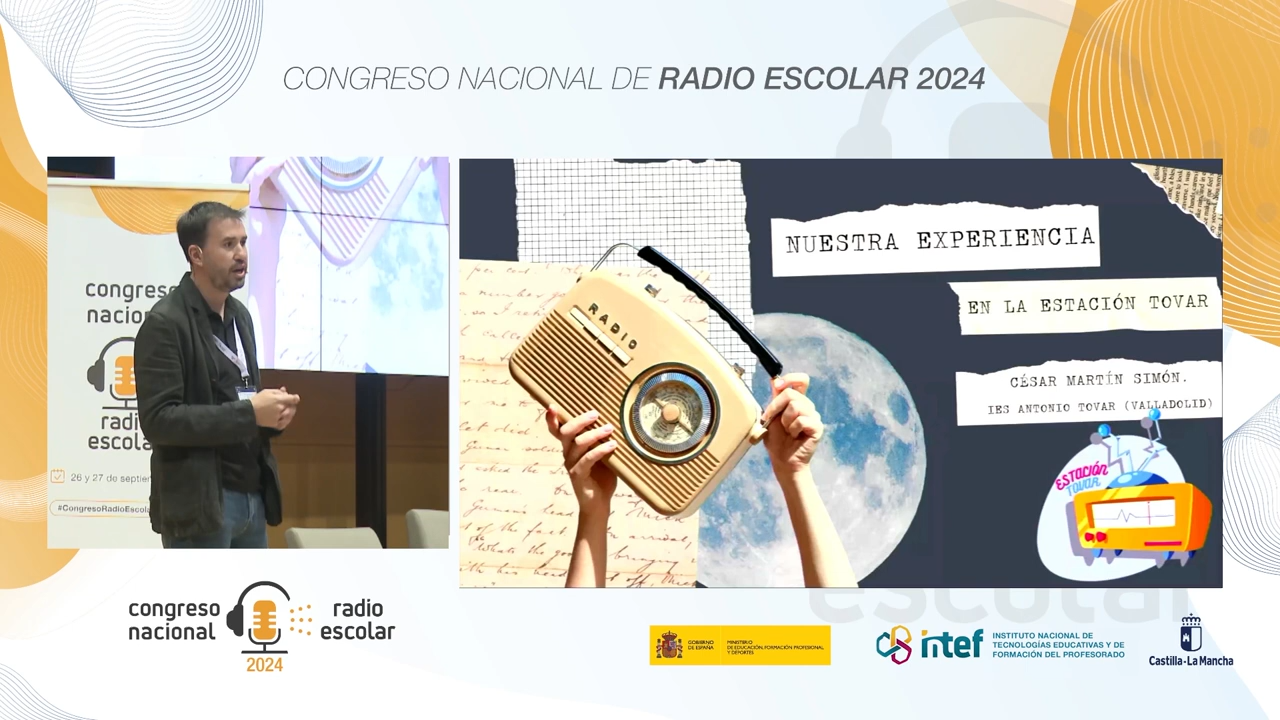 CONGRESO NACIONAL DE RADIO ESCOLAR 2024
congreso
nacion
radi
escola
26 y 27 de septiem
#CongresoRadioEscola
RADIO
NUESTRA EXPERIENCIA
EN LA ESTACIÓN TOVAR
CÉSAR MARTÍN SIMÓN.
IES ANTONIO TOVAR (VALLADOLID)
ESTACIÓN
TOVAR
congreso
nacional
radio
escolar
2024
escolar
GOBIERNO
DE ESPAÑA
MINISTERIO
DE EDUCACIÓN, FORMACIÓN PROFESIONAL
Y DEPORTES
intef
INSTITUTO NACIONAL DE
TECNOLOGÍAS EDUCATIVAS Y DE
FORMACIÓN DEL PROFESORADO
Castilla-La Mancha